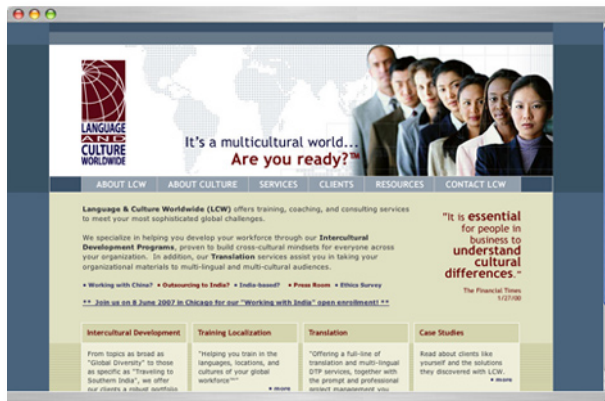 LANGUAGE
AND
CULTURE
WORLDWIDE
It's a multicultural world...
Are you ready?™
ABOUT LCW ABOUT CULTURE SERVICES CLIENTS RESOURCES CONTACT LCW
Language & Culture Worldwide (LCW) offers training, coaching, and consulting services
to meet your most sophisticated global challenges.
We specialize in helping you develop your workforce through our Intercultural
Development Programs, proven to build cross-cultural mindsets for everyone across
your organization. In addition, our Translation services assist you in taking your
organizational materials to multi-lingual and multi-cultural audiences.
• Working with China? • Outsourcing to India? • India-based? • Press Room • Ethics Survey
** Join us on 8 June 2007 in Chicago for our "Working with India" open enrollment! **
"It is essential
for people in
business to
understand
cultural
differences."
The Financial Times
1/27/00
Intercultural Development
From topics as broad as
"Global Diversity" to those
as specific as "Traveling to
Southern India", we offer
our clients a robust portfolio
Training Localization
"Helping you train in the
languages, locations, and
cultures of your global
workforce™"
• more
Translation
"Offering a full-line of
translation and multi-lingual
DTP services, together with
the prompt and professional
project management you
Case Studies
Read about clients like
yourself and the solutions
they discovered with LCW.
• more